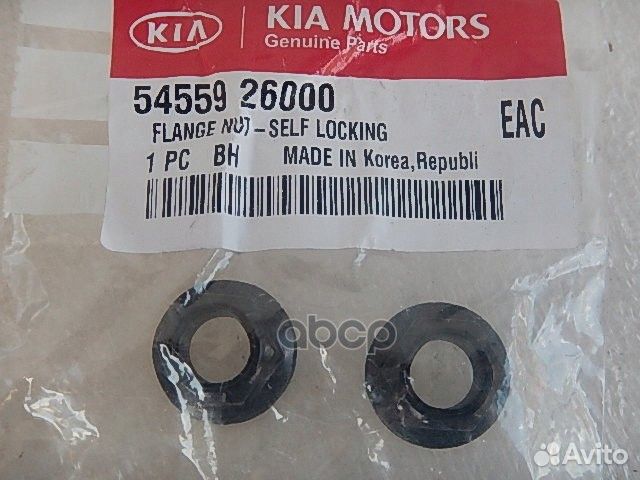 KIA
KIA MOTORS
Genuine Parts
54559 26000
FLANGE NUT-SELF LOCKING
EAC
1 PC BH MADE IN Korea,Republi
abcp
Avito